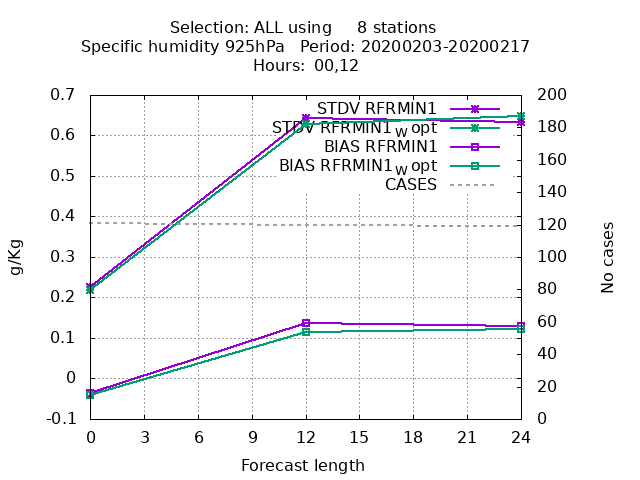 Selection: ALL using     8 stations
Specific humidity 925hPa   Period: 20200203-20200217
Hours:  00,12
0.7
0.6
0.5
0.4
0.3
0.2
0.1
0
-0.1
g/Kg
STDV RFRMIN1
STDV RFRMIN1w opt
BIAS RFRMIN1
BIAS RFRMIN1w opt
CASES
200
180
160
140
120
100
80
60
40
20
0
No cases
0 3 6 9 12 15 18 21 24
Forecast length